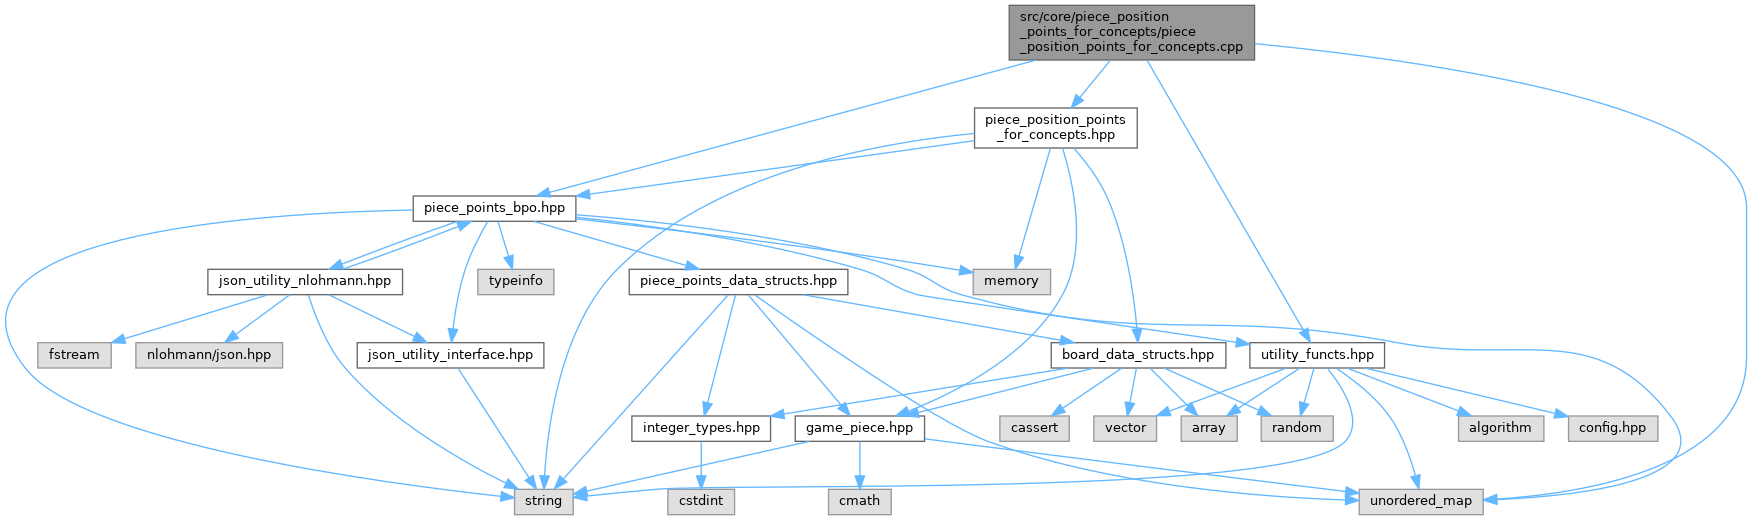 src/core/piece_position
_points_for_concepts/piece
_position_points_for_concepts.cpp
piece_position_points
_for_concepts.hpp
piece_points_bpo.hpp
json_utility_nlohmann.hpp
typeinfo
piece_points_data_structs.hpp
memory
fstream
nlohmann/json.hpp
json_utility_interface.hpp
board_data_structs.hpp
utility_functs.hpp
integer_types.hpp
game_piece.hpp
cassert
vector
array
random
algorithm
config.hpp
string
cstdint
cmath
unordered_map